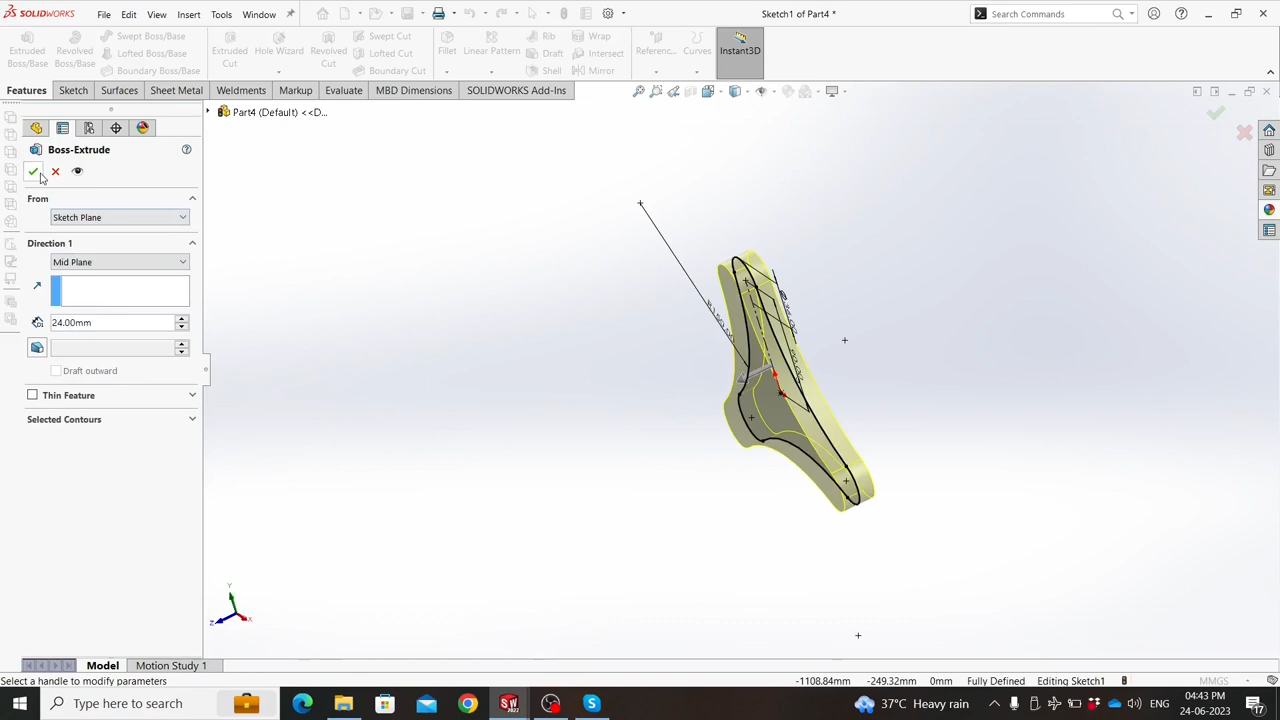 SOLIDWORKS
File
Edit
View
Insert
Tools
Window
Sketch1 of Part4 *
Search Commands
Extruded
Boss/Base
Revolved
Boss/Base
Swept Boss/Base
Lofted Boss/Base
Boundary Boss/Base
Extruded
Cut
Hole Wizard
Revolved
Cut
Swept Cut
Lofted Cut
Boundary Cut
Fillet
Linear Pattern
Rib
Draft
Shell
Wrap
Intersect
Mirror
Referenc...
Curves
Instant3D
Features
Sketch
Surfaces
Sheet Metal
Weldments
Markup
Evaluate
MBD Dimensions
SOLIDWORKS Add-Ins
Part4 (Default) <<D...
Boss-Extrude
From
Sketch Plane
Direction 1
Mid Plane
24.00mm
Draft outward
Thin Feature
Selected Contours
Y
Z
X
Model
Motion Study 1
Select a handle to modify parameters
-1108.84mm
-249.32mm
0mm
Fully Defined
Editing Sketch1
MMGS
Type here to search
SW
2022
37°C Heavy rain
ENG
04:43 PM
24-06-2023